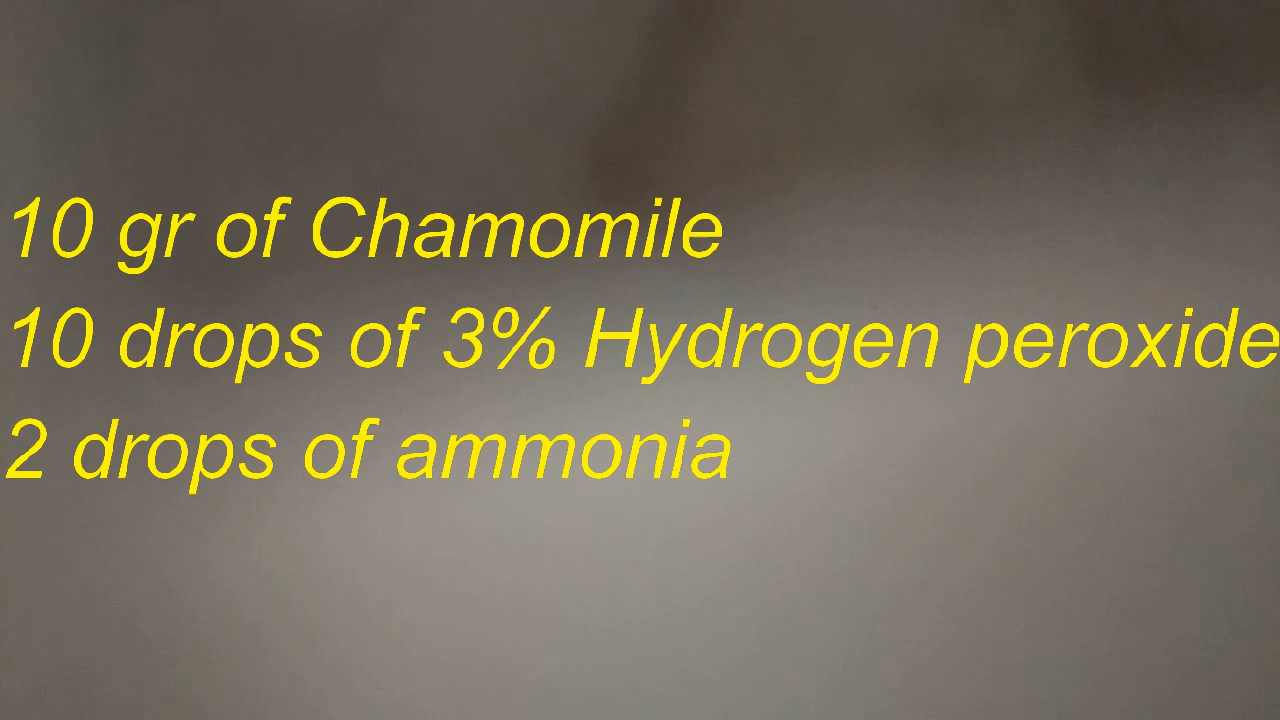 10 gr of Chamomile
10 drops of 3% Hydrogen peroxide
2 drops of ammonia